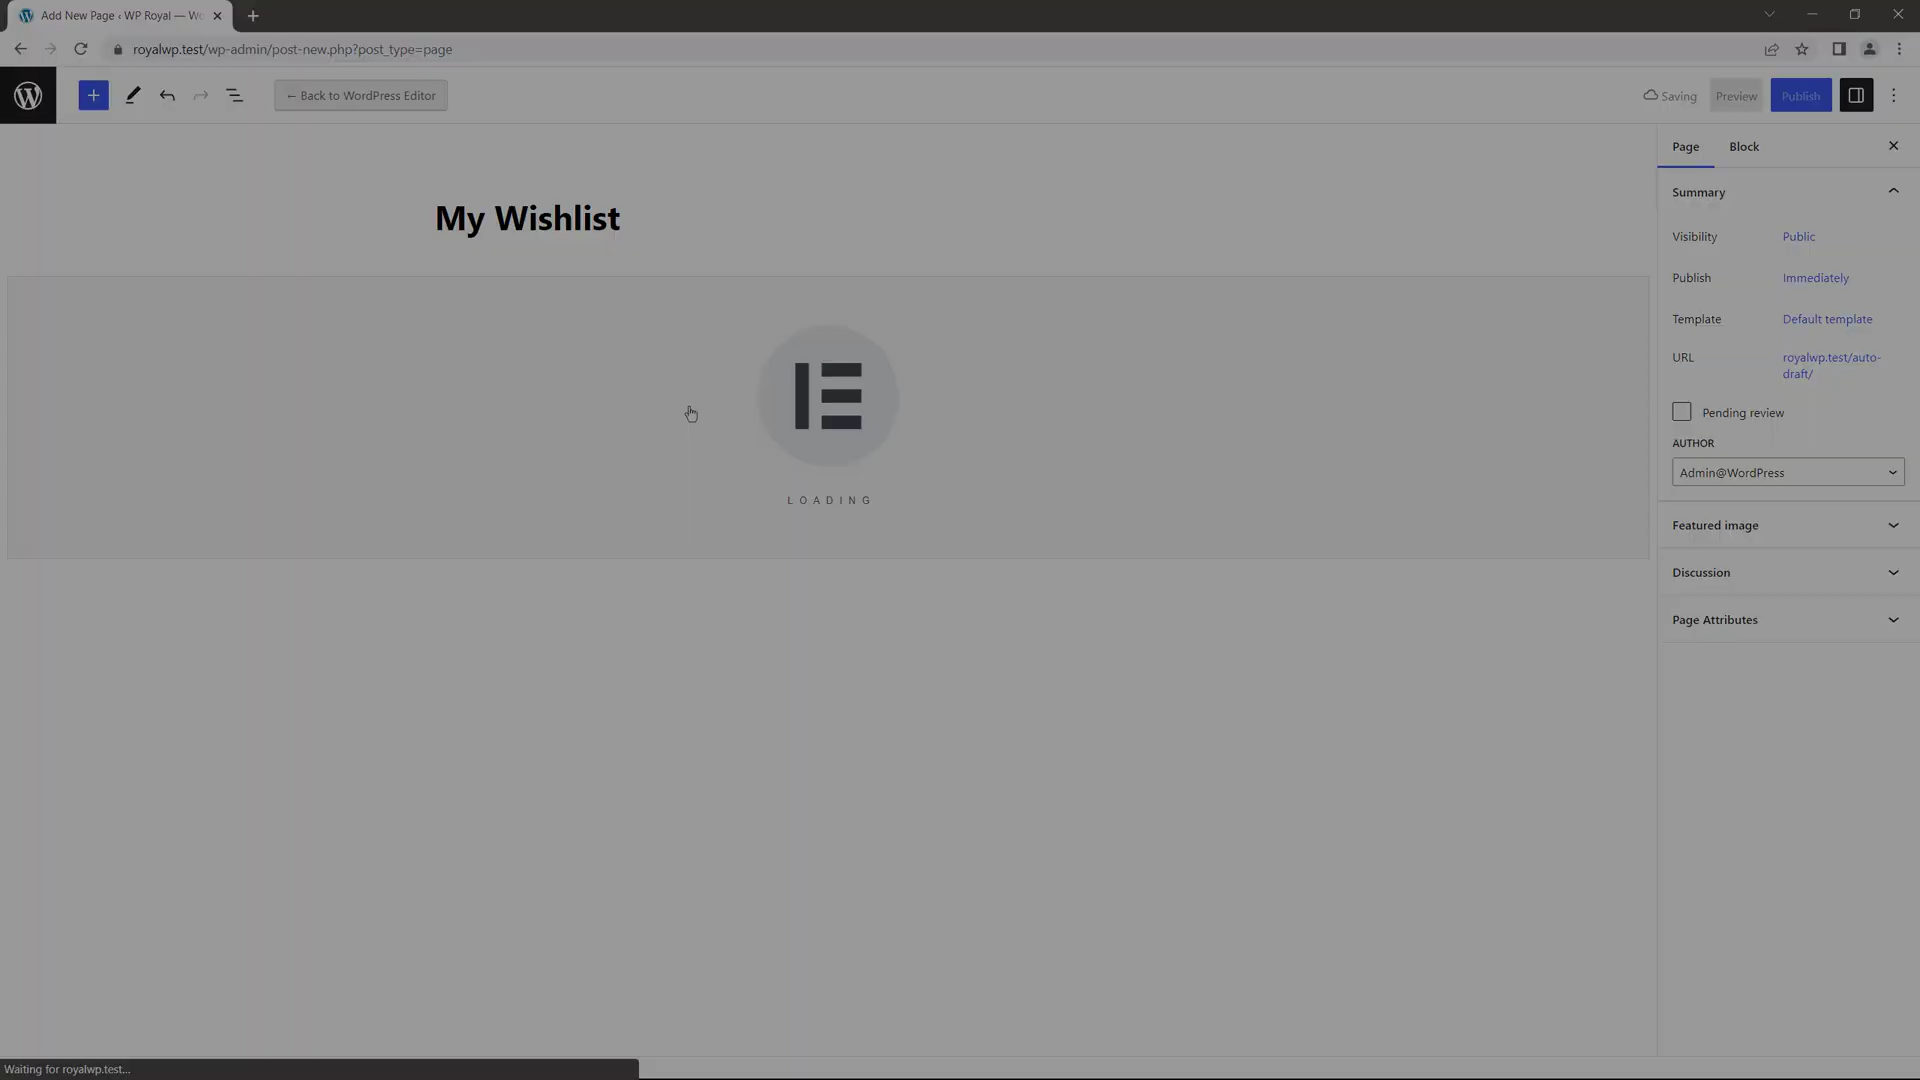 Add New Page ‹ WP Royal — Wo
royalwp.test/wp-admin/post-new.php?post_type=page
← Back to WordPress Editor
Saving
Preview
Publish
Page
Block
My Wishlist
Summary
Visibility
Public
Publish
Immediately
Template
Default template
URL
royalwp.test/auto-
draft/
Pending review
AUTHOR
Admin@WordPress
LOADING
Featured image
Discussion
Page Attributes
Waiting for royalwp.test...